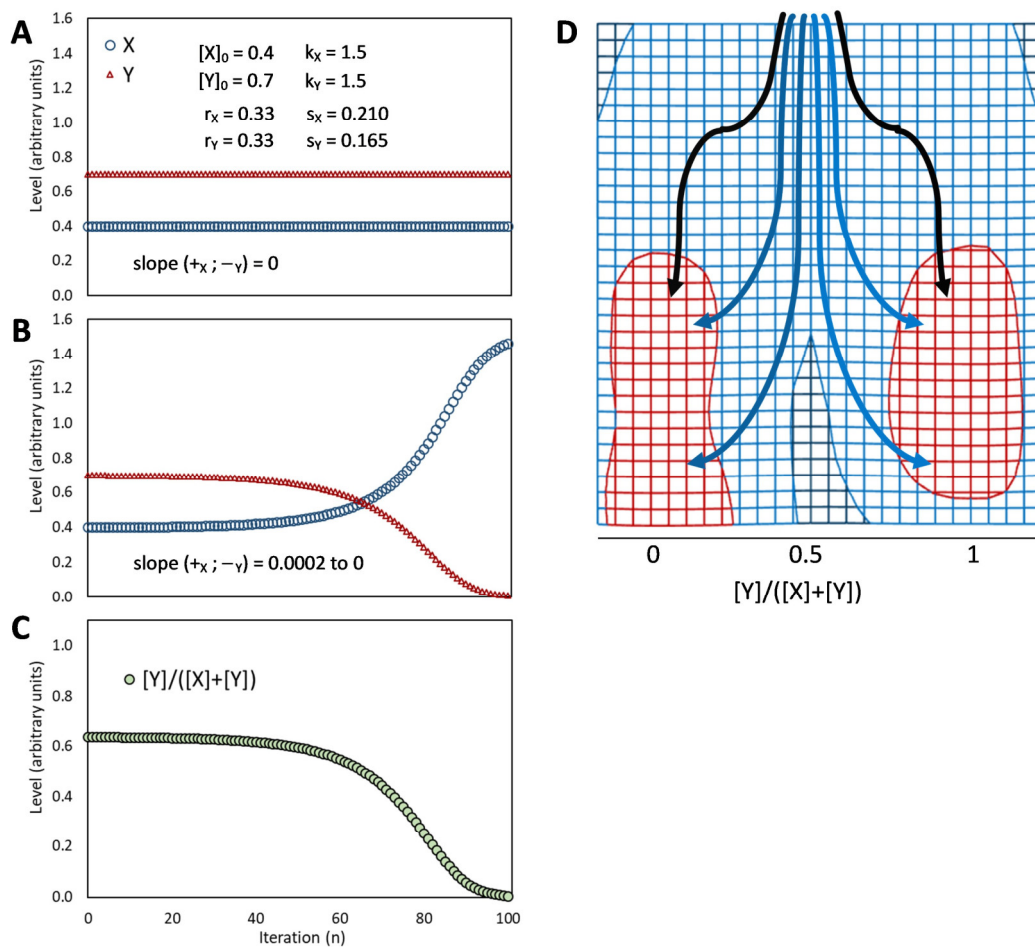 A
1.6
1.4
1.2
1.0
0.8
0.6
0.4
0.2
0.0
Level (arbitrary units)
X
Y
[X]₀ = 0.4 kX = 1.5
[Y]₀ = 0.7 kY = 1.5
rX = 0.33 sX = 0.210
rY = 0.33 sY = 0.165
slope (+X ; −Y) = 0
B
1.6
1.4
1.2
1.0
0.8
0.6
0.4
0.2
0.0
Level (arbitrary units)
slope (+X ; −Y) = 0.0002 to 0
C
1.0
0.8
0.6
0.4
0.2
0.0
Level (arbitrary units)
[Y]/([X]+[Y])
0 20 40 60 80 100
Iteration (n)
D
0 0.5 1
[Y]/([X]+[Y])